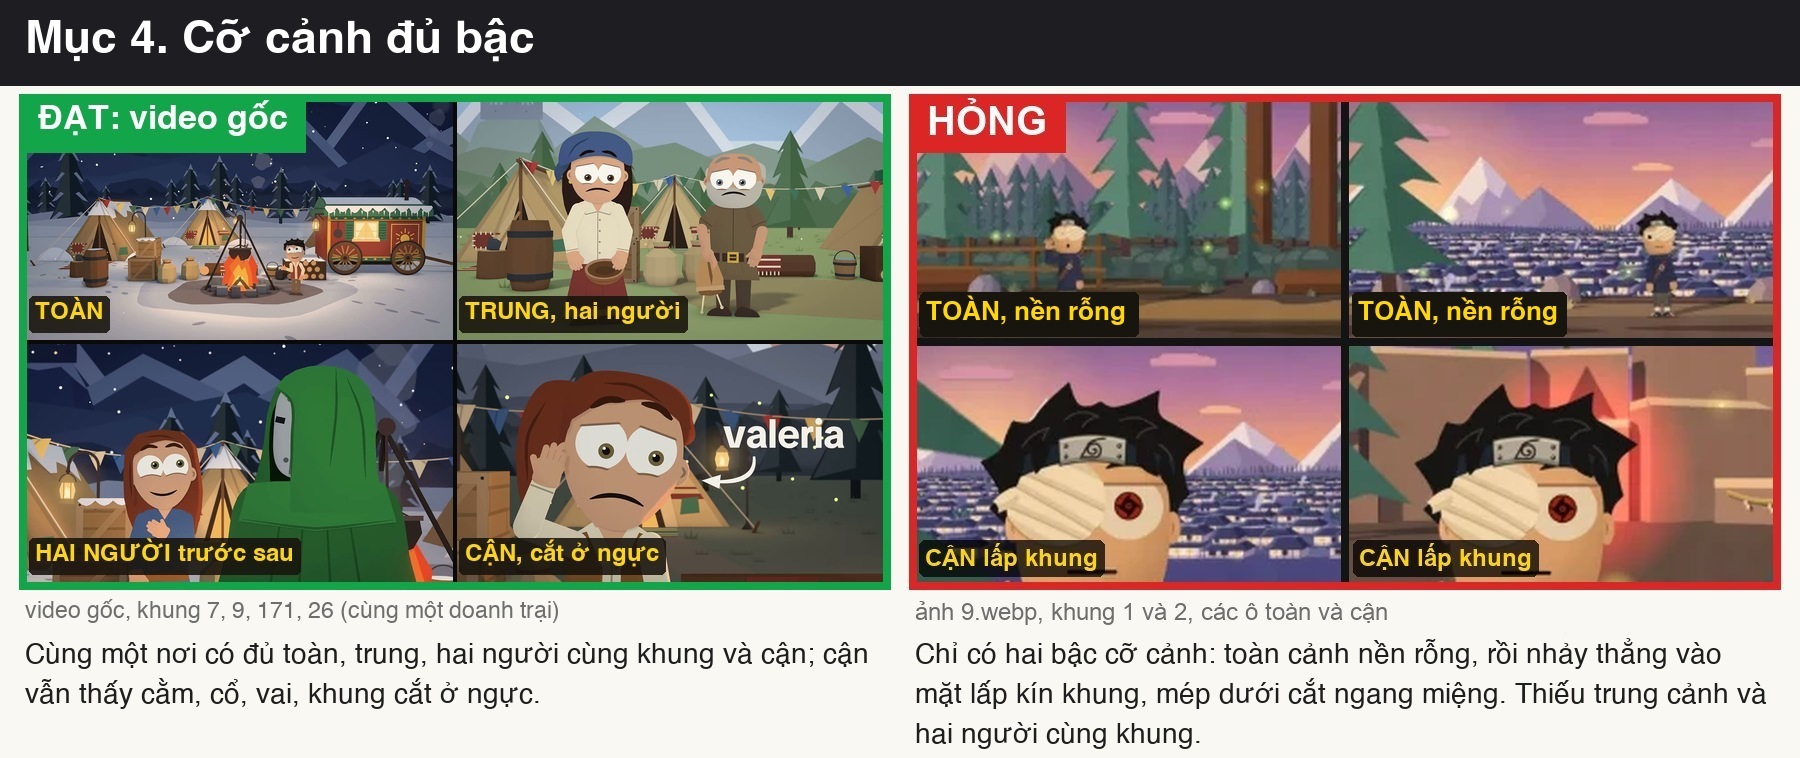 Mục 4. Cỡ cảnh đủ bậc
ĐẠT: video gốc
TOÀN
TRUNG, hai người
HAI NGƯỜI trước sau
valeria
CẬN, cắt ở ngực
video gốc, khung 7, 9, 171, 26 (cùng một doanh trại)
Cùng một nơi có đủ toàn, trung, hai người cùng khung và cận; cận
vẫn thấy cằm, cổ, vai, khung cắt ở ngực.
HỎNG
TOÀN, nền rỗng
TOÀN, nền rỗng
CẬN lấp khung
CẬN lấp khung
ảnh 9.webp, khung 1 và 2, các ô toàn và cận
Chỉ có hai bậc cỡ cảnh: toàn cảnh nền rỗng, rồi nhảy thẳng vào
mặt lấp kín khung, mép dưới cắt ngang miệng. Thiếu trung cảnh và
hai người cùng khung.